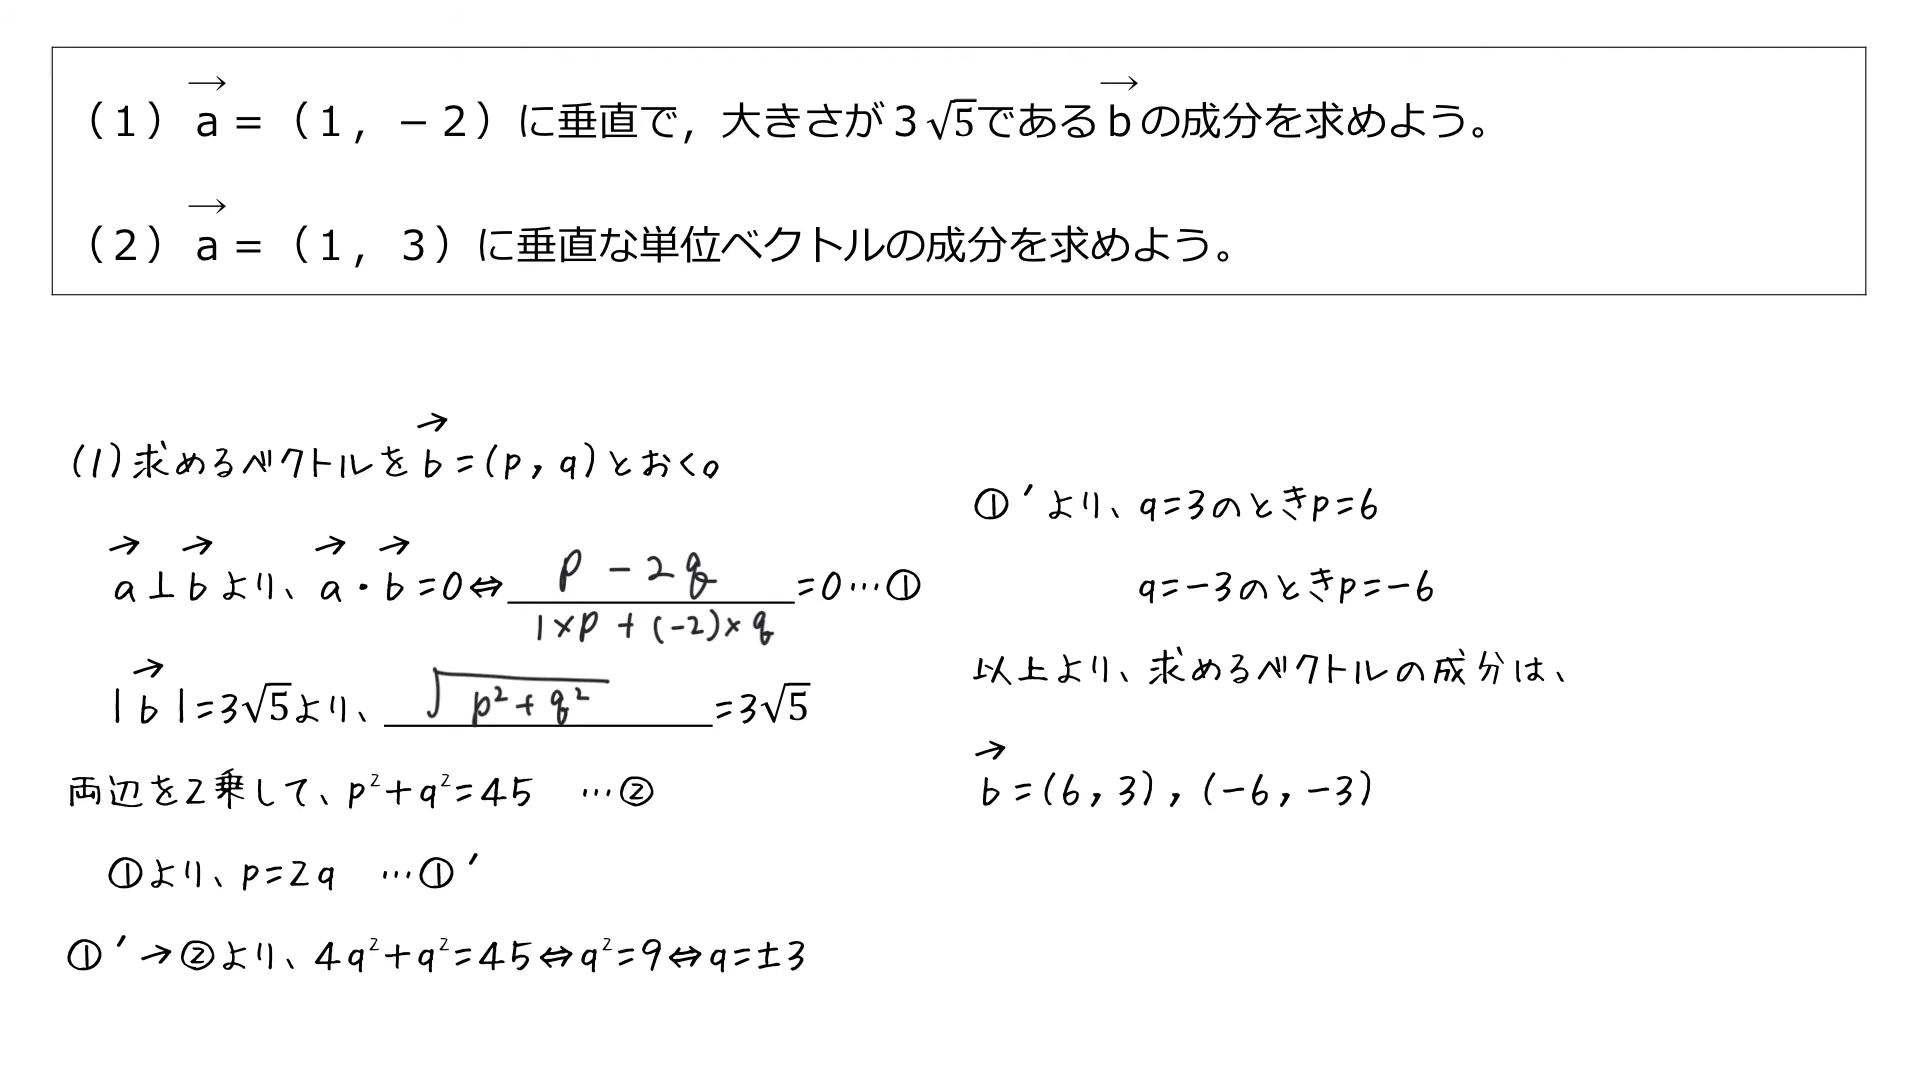 （１）a→＝（１，－２）に垂直で，大きさが３√5であるb→の成分を求めよう。
（２）a→＝（１，３）に垂直な単位ベクトルの成分を求めよう。
(1)求めるベクトルをb→=(p, q)とおく。
a→⊥b→より、a→・b→=0⇔ p - 2q =0…①
1×p + (-2)×q
|b→|=3√5より、√p²+q² =3√5
両辺を2乗して、p²+q²=45 …②
①より、p=2q …①′
①′→②より、4q²+q²=45⇔q²=9⇔q=±3
①′より、q=3のときp=6
q=-3のときp=-6
以上より、求めるベクトルの成分は、
b→=(6, 3), (-6, -3)